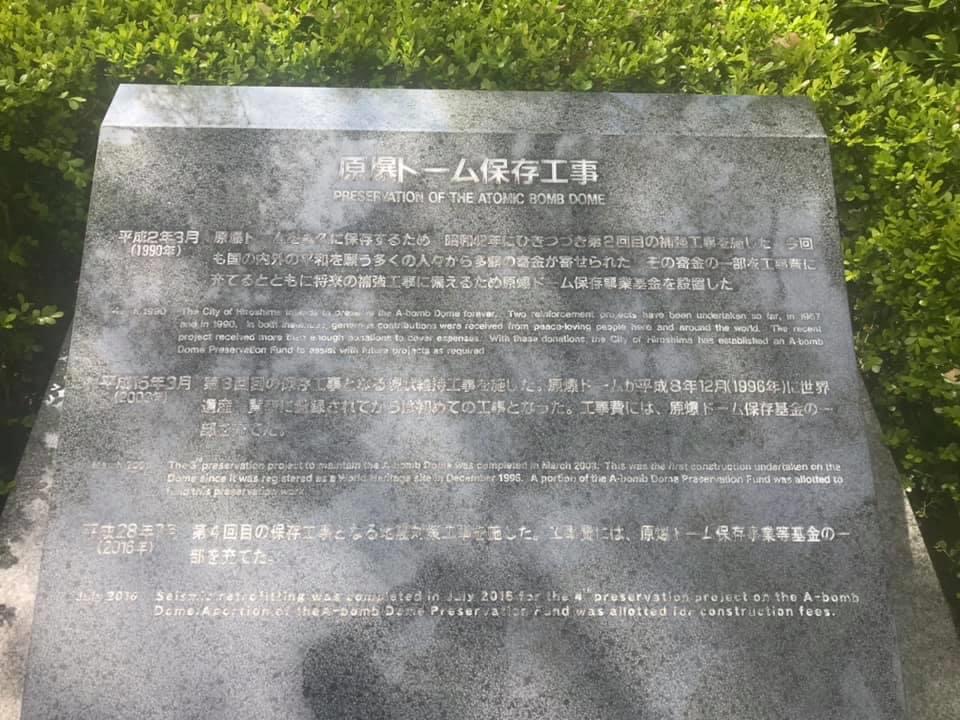 原爆ドーム保存工事
PRESERVATION OF THE ATOMIC BOMB DOME
平成2年3月 原爆ドームを永久に保存するため 昭和42年にひきつづき第2回目の補強工事を施した 今回
(1990年) も国の内外の平和を願う多くの人々から多額の寄金が寄せられた その寄金の一部を工事費に
充てるとともに将来の補強工事に備えるため原爆ドーム保存事業基金を設置した
March 1990 The City of Hiroshima intends to preserve the A-bomb Dome forever. Two reinforcement projects have been undertaken so far, in 1967
and in 1990. In both instances, generous contributions were received from peace-loving people here and around the world. The recent
project received more than enough donations to cover expenses. With these donations, the City of Hiroshima has established an A-bomb
Dome Preservation Fund to assist with future projects as required
平成15年3月 第3回目の保存工事となる現状維持工事を施した。原爆ドームが平成8年12月(1996年)に世界
(2003年) 遺産 登録されてからは初めての工事となった。工事費には、原爆ドーム保存基金の一
部を充てた。
March 2003 The 3rd preservation project to maintain the A-bomb Dome was completed in March 2003. This was the first construction undertaken on the
Dome since it was registered as a World Heritage site in December 1996. A portion of the A-bomb Dome Preservation Fund was allotted to
fund this preservation work
平成28年7月 第4回目の保存工事となる地震対策工事を施した。工事費には、原爆ドーム保存事業等基金の一
(2016年) 部を充てた。
July 2016 Seismic retrofitting was completed in July 2016 for the 4th preservation project on the A-bomb
Dome. A portion of the A-bomb Dome Preservation Fund was allotted for construction fees.